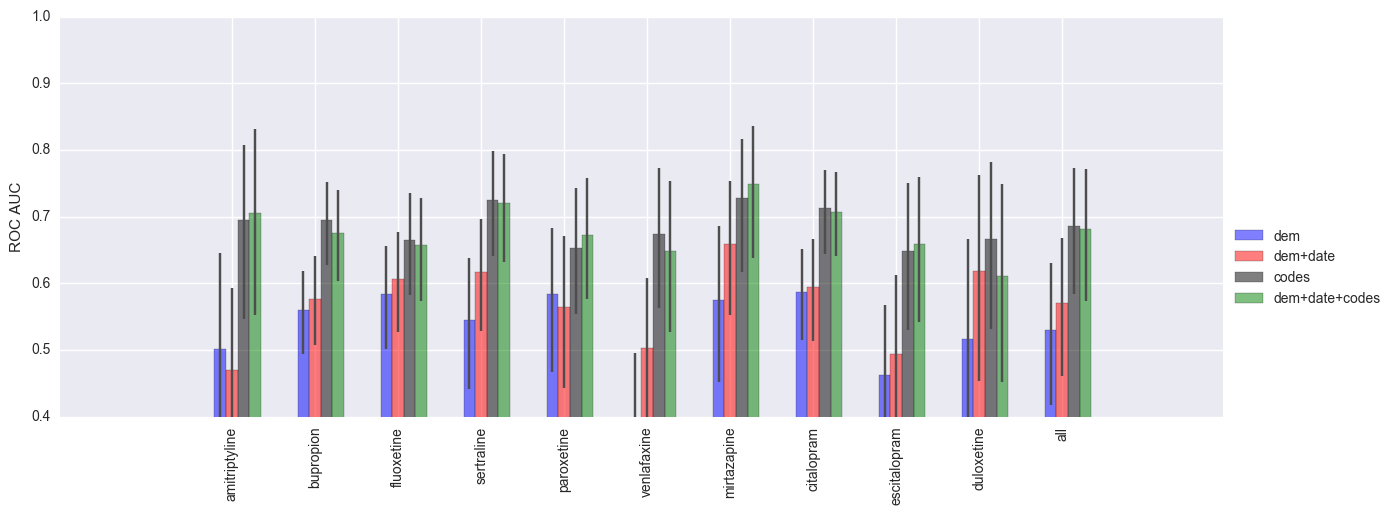 1.0
0.9
0.8
0.7
0.6
0.5
0.4
ROC AUC
amitriptyline
bupropion
fluoxetine
sertraline
paroxetine
venlafaxine
mirtazapine
citalopram
escitalopram
duloxetine
all
dem
dem+date
codes
dem+date+codes